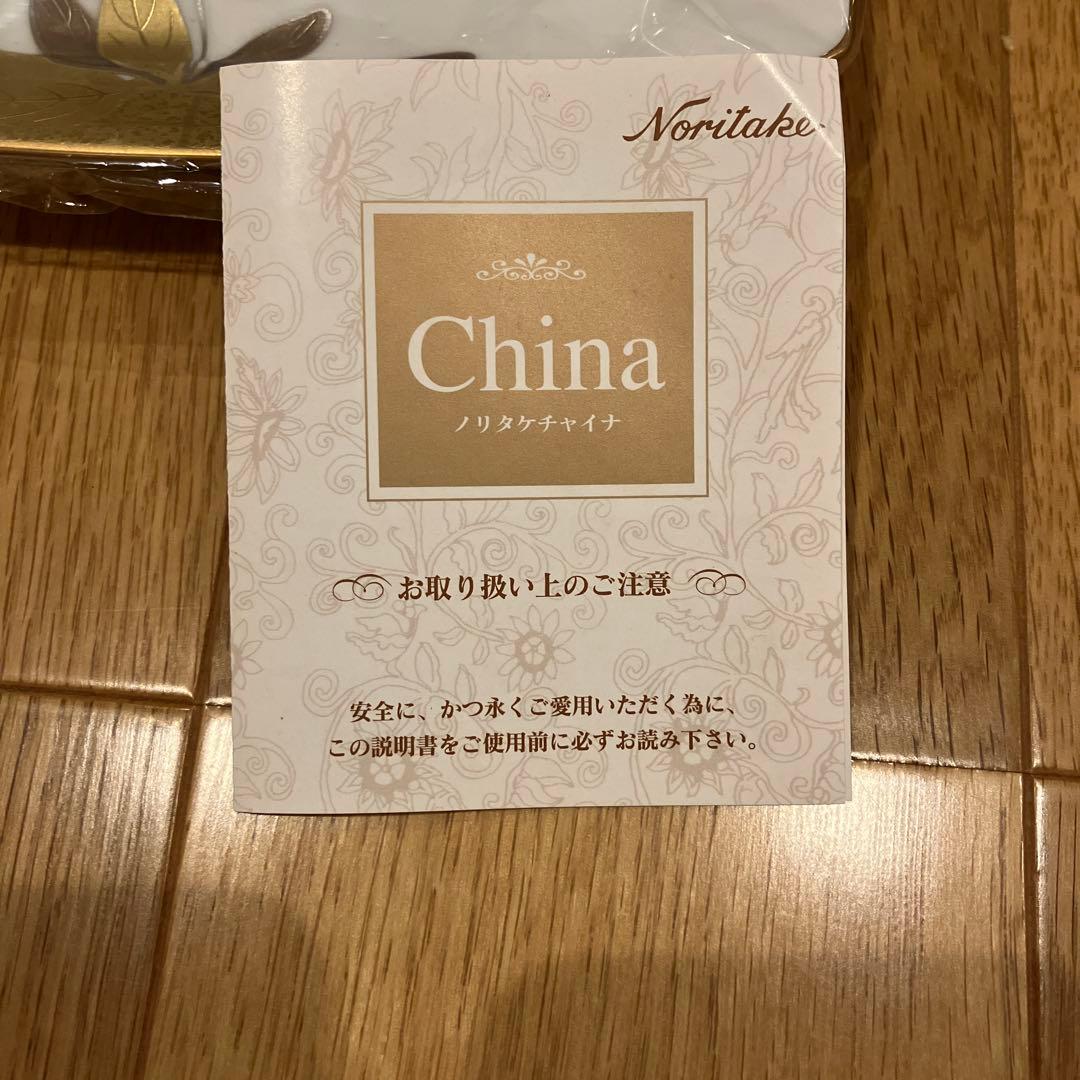 Noritake
China
ノリタケチャイナ
お取り扱い上のご注意
安全に、かつ永くご愛用いただく為に、
この説明書をご使用前に必ずお読み下さい。